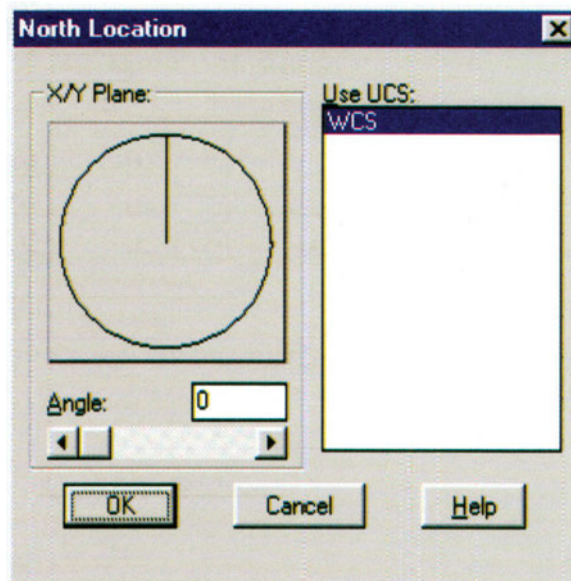 North Location
X/Y Plane:
Use UCS:
WCS
Angle:
0
OK
Cancel
Help